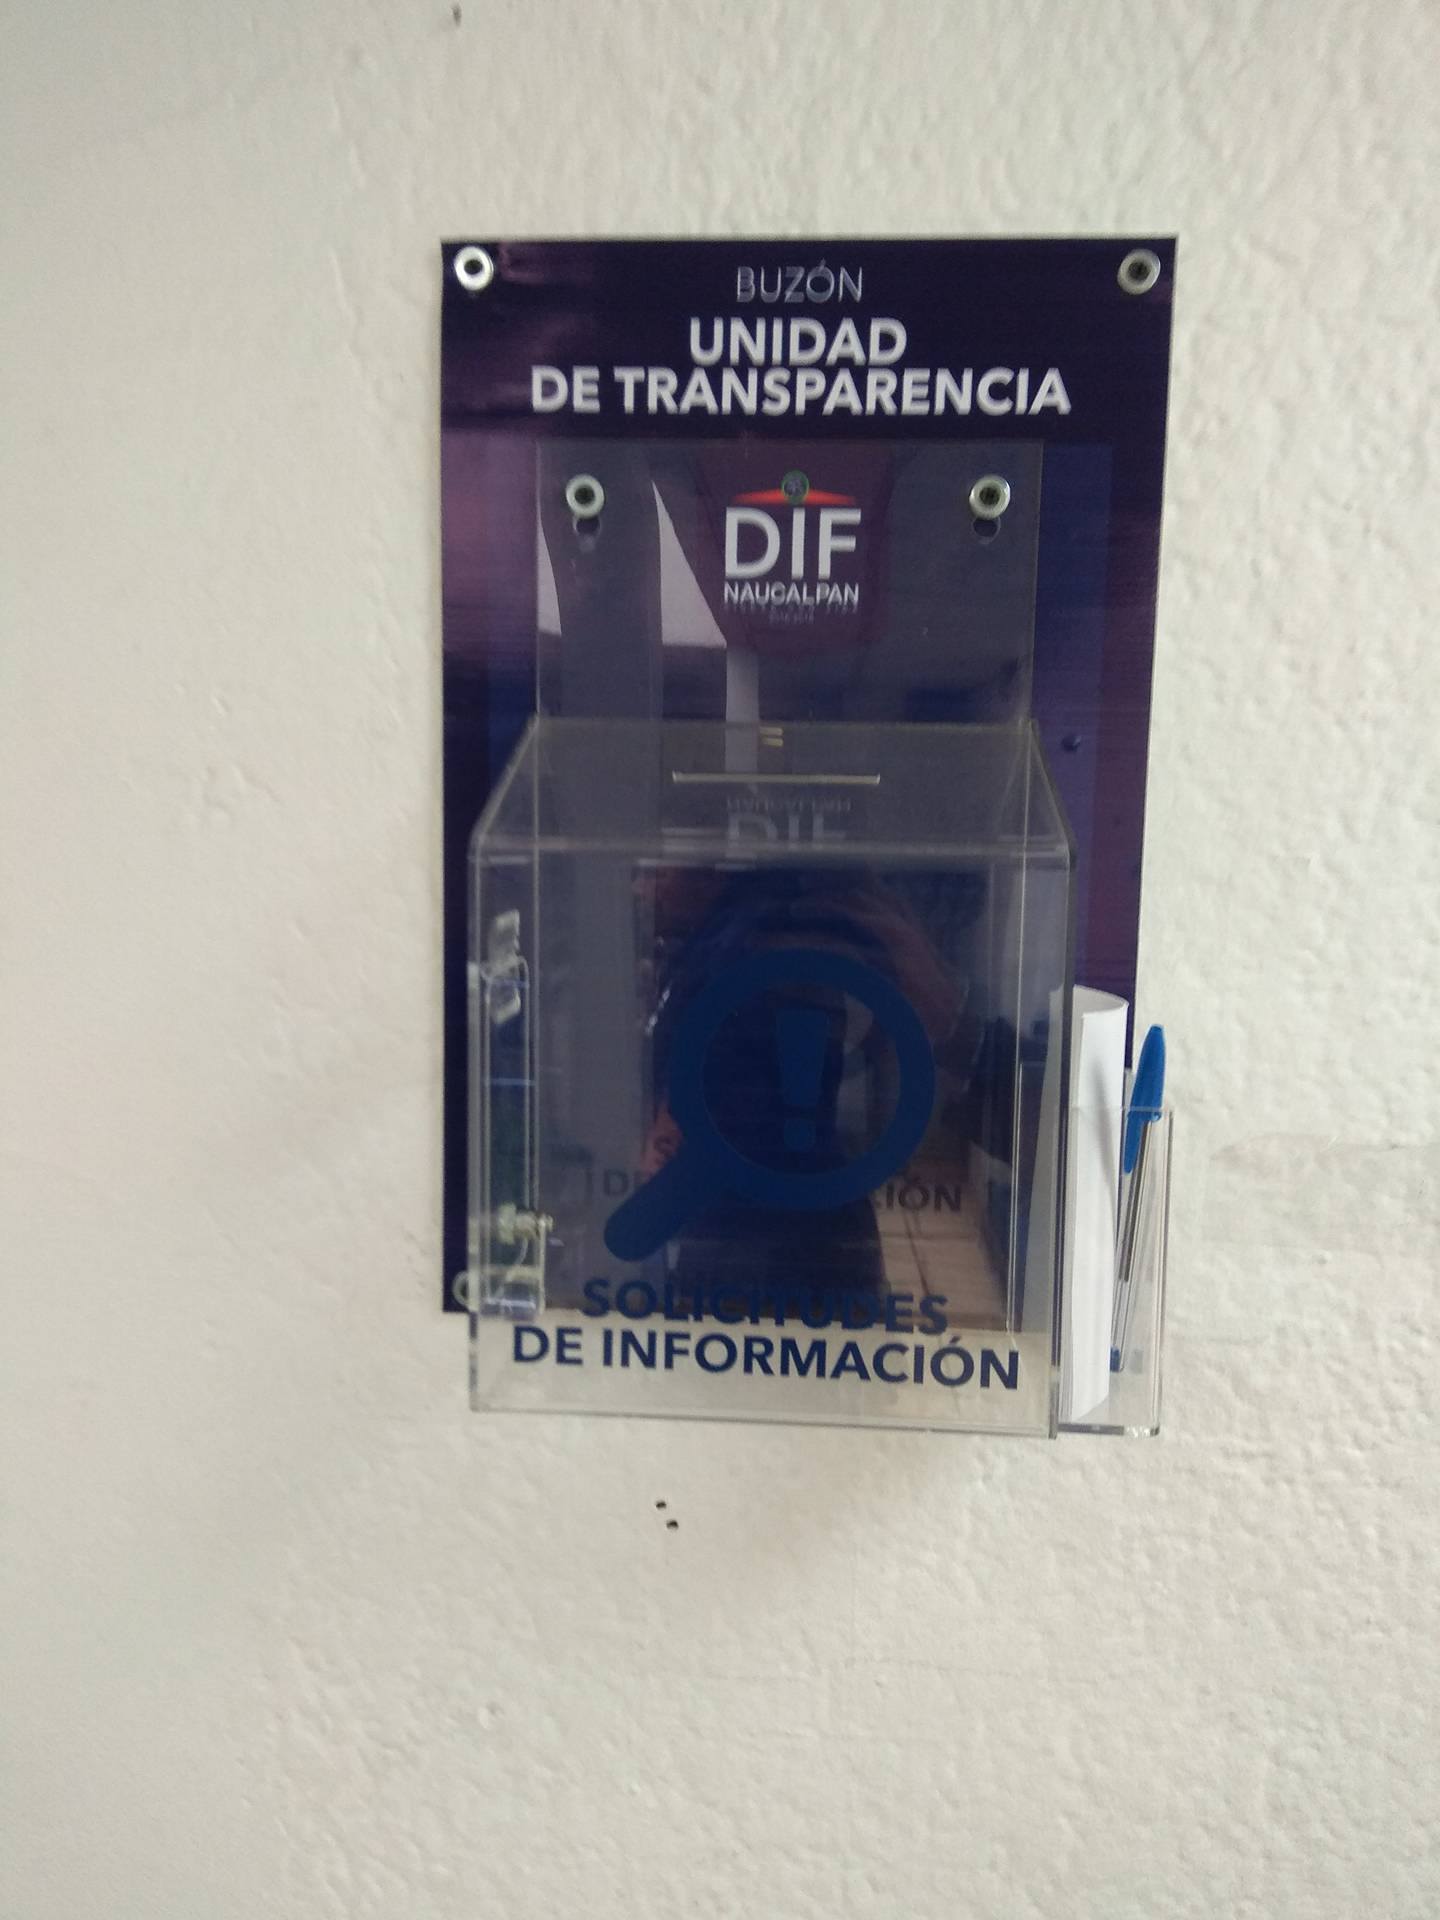 BUZÓN
UNIDAD
DE TRANSPARENCIA
DIF
NAUCALPAN
SOLICITUDES
DE INFORMACIÓN